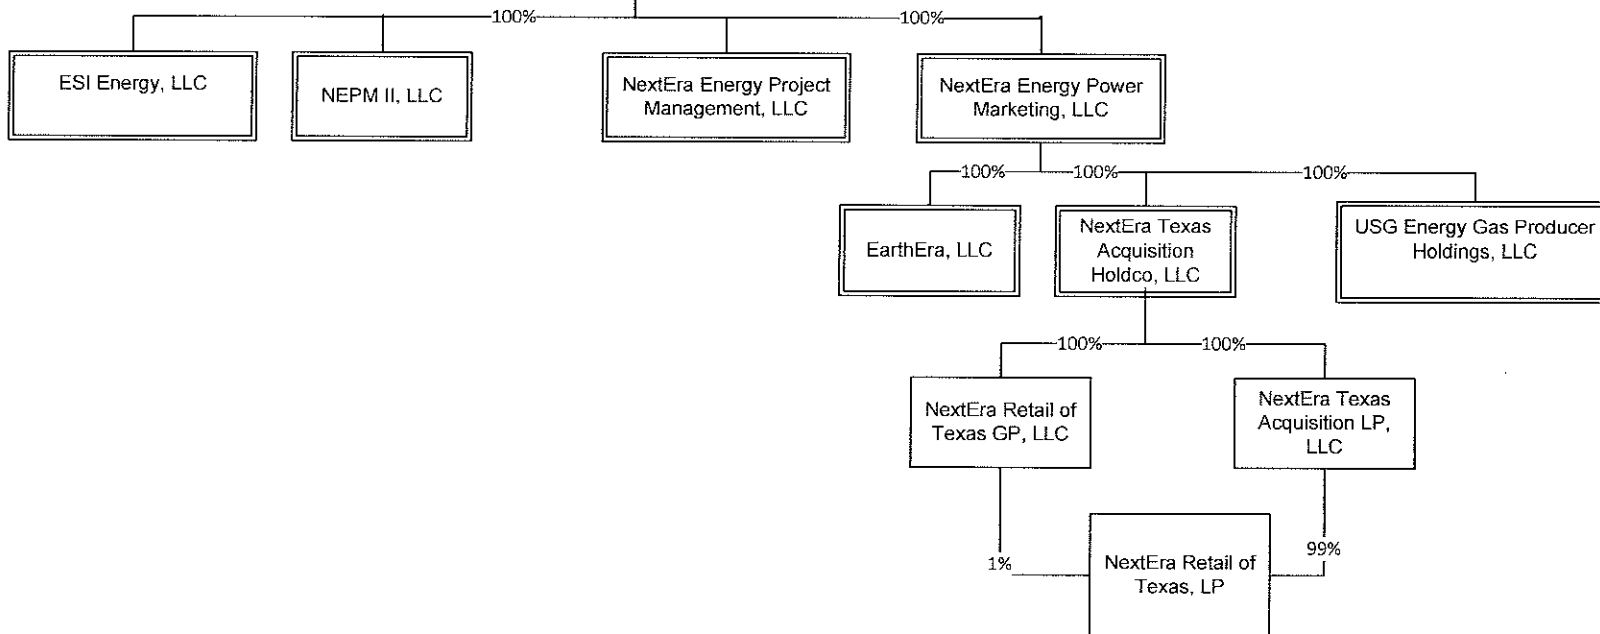 100%
100%
ESI Energy, LLC
NEPM II, LLC
NextEra Energy Project
Management, LLC
NextEra Energy Power
Marketing, LLC
100%
100%
100%
EarthEra, LLC
NextEra Texas
Acquisition
Holdco, LLC
USG Energy Gas Producer
Holdings, LLC
100%
100%
NextEra Retail of
Texas GP, LLC
NextEra Texas
Acquisition LP,
LLC
1%
99%
NextEra Retail of
Texas, LP